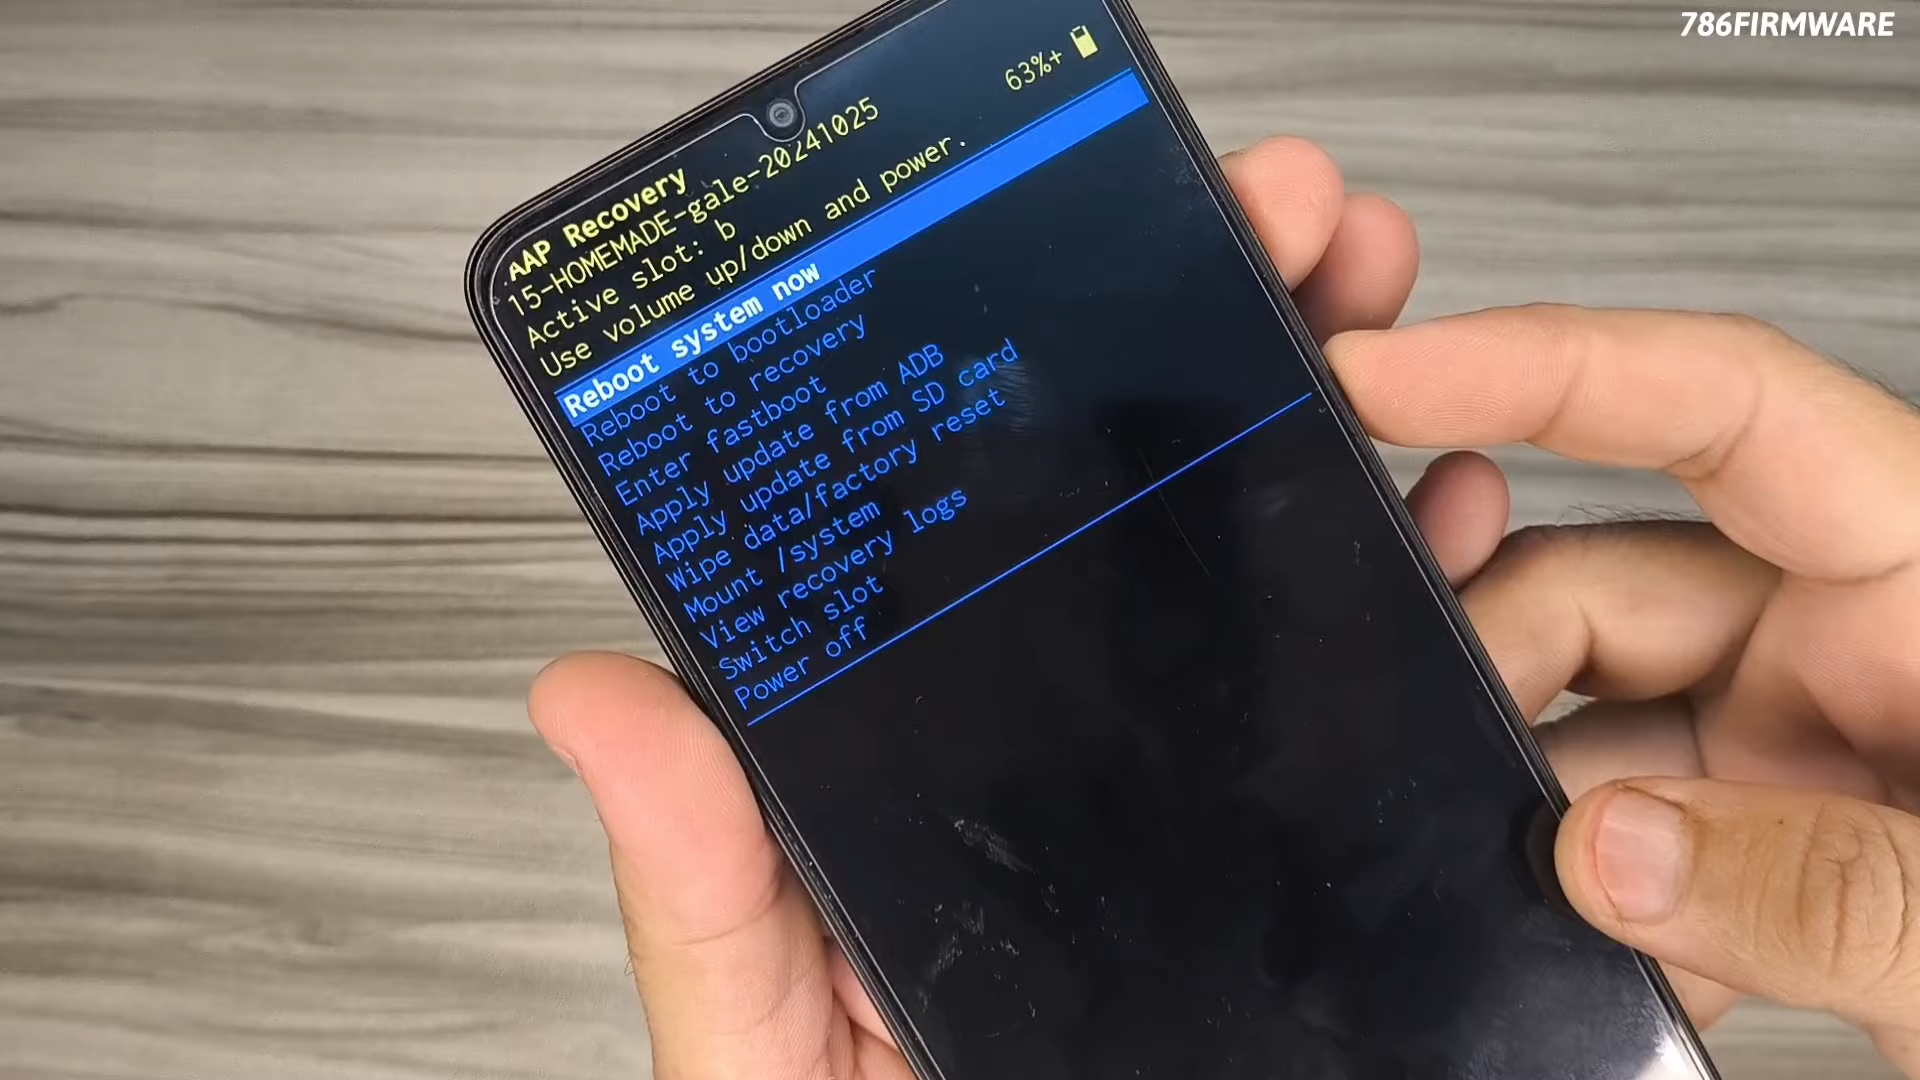 786FIRMWARE
63%+
AAP Recovery
15-HOMEMADE-gale-20241025
Active slot: b
Use volume up/down and power.
Reboot system now
Reboot to bootloader
Reboot to recovery
Enter fastboot
Apply update from ADB
Apply update from SD card
Wipe data/factory reset
Mount /system
View recovery logs
Switch slot
Power off